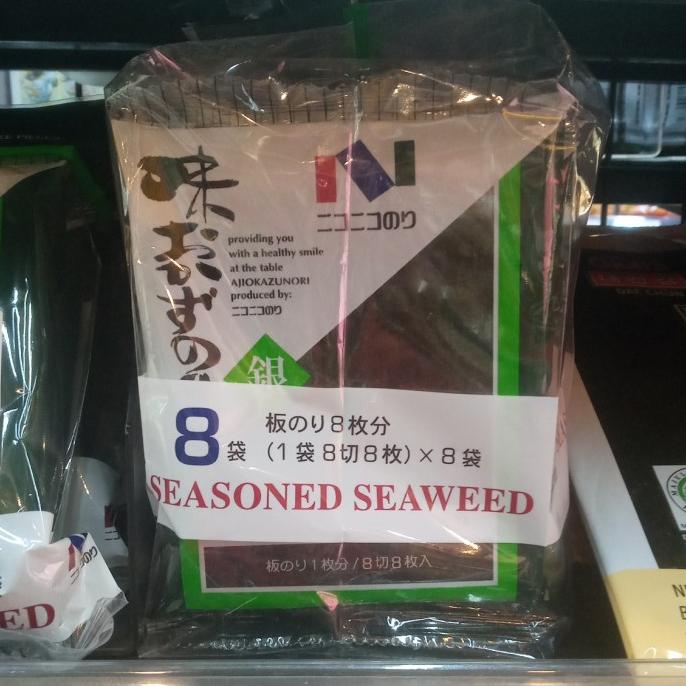 味おかずの
ニコニコのり
providing you
with a healthy smile
at the table
AJIOKAZUNORI
produced by:
ニコニコのり
銀
8袋
板のり8枚分
(1袋8切8枚)×8袋
SEASONED SEAWEED
板のり1枚分/8切8枚入
ニコニコのり
ED